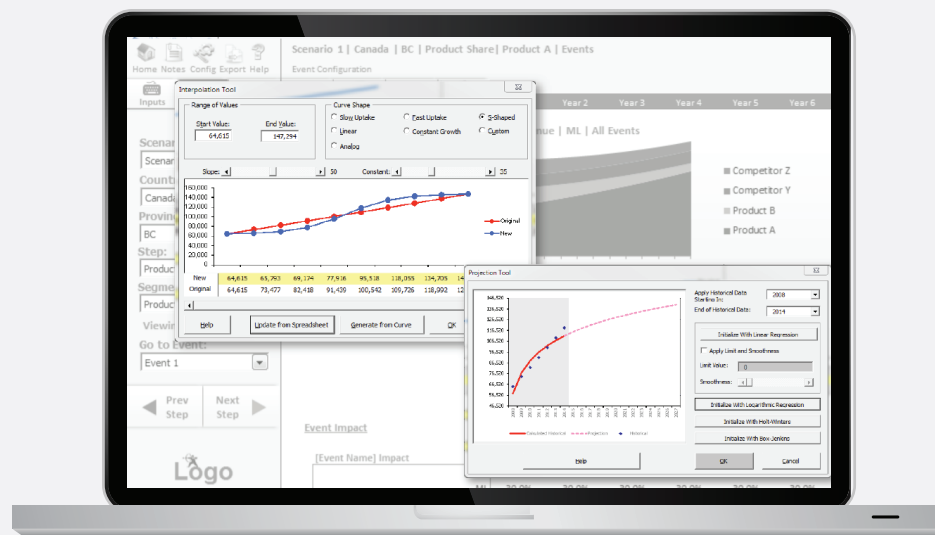 Scenario 1 | Canada | BC | Product Share| Product A | Events
Home Notes Config Export Help
Event Configuration
Inputs
Year 2 Year 3 Year 4 Year 5 Year 6
nue | ML | All Events
Competitor Z
Competitor Y
Product B
Product A
Scenar
Scenar
Count
Canada
Provin
BC
Step:
Produc
Segme
Produc
Viewin
Go to Event:
Event 1
Prev Step
Next Step
Logo
Event Impact
[Event Name] Impact
Interpolation Tool
Range of Values
Start Value:
End Value:
64,615
147,294
Curve Shape
Slow Uptake
Fast Uptake
S-Shaped
Linear
Constant Growth
Custom
Analog
Slope:
50
Constant:
35
160,000
140,000
120,000
100,000
80,000
60,000
40,000
20,000
0
Original
New
New 64,615 65,793 69,174 77,916 95,518 118,055 134,705 14
Original 64,615 73,477 82,418 91,439 100,542 109,726 118,992 12
Help
Update from Spreadsheet
Generate from Curve
OK
Projection Tool
Apply Historical Data Starting In:
2008
End of Historical Data:
2014
Initialize With Linear Regression
Apply Limit and Smoothness
Limit Value:
0
Smoothness:
Initialize With Logarithmic Regression
Initialize With Holt-Winters
Initialize With Box-Jenkins
Projection
Historical
Help
OK
Cancel
ML